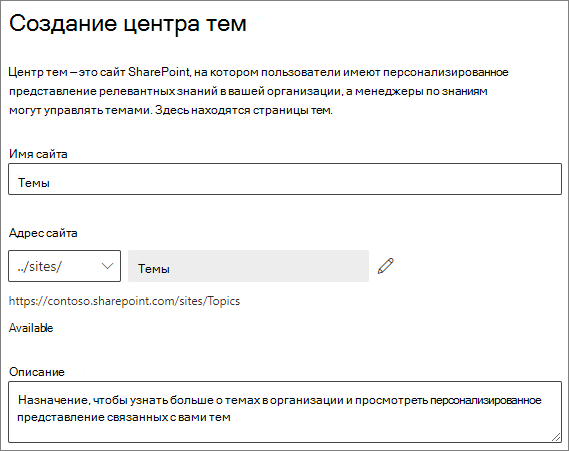 Создание центра тем
Центр тем – это сайт SharePoint, на котором пользователи имеют персонализированное
представление релевантных знаний в вашей организации, а менеджеры по знаниям
могут управлять темами. Здесь находятся страницы тем.
Имя сайта
Темы
Адрес сайта
../sites/ Темы
https://contoso.sharepoint.com/sites/Topics
Available
Описание
Назначение, чтобы узнать больше о темах в организации и просмотреть персонализированное
представление связанных с вами тем